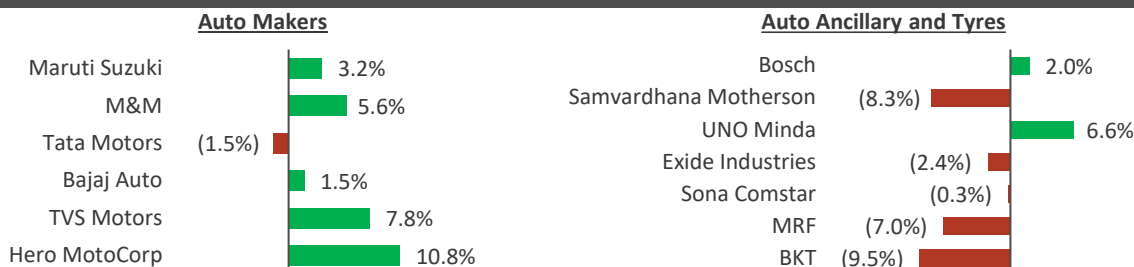 Auto Makers
Maruti Suzuki 3.2%
M&M 5.6%
Tata Motors (1.5%)
Bajaj Auto 1.5%
TVS Motors 7.8%
Hero MotoCorp 10.8%
Auto Ancillary and Tyres
Bosch 2.0%
Samvardhana Motherson (8.3%)
UNO Minda 6.6%
Exide Industries (2.4%)
Sona Comstar (0.3%)
MRF (7.0%)
BKT (9.5%)